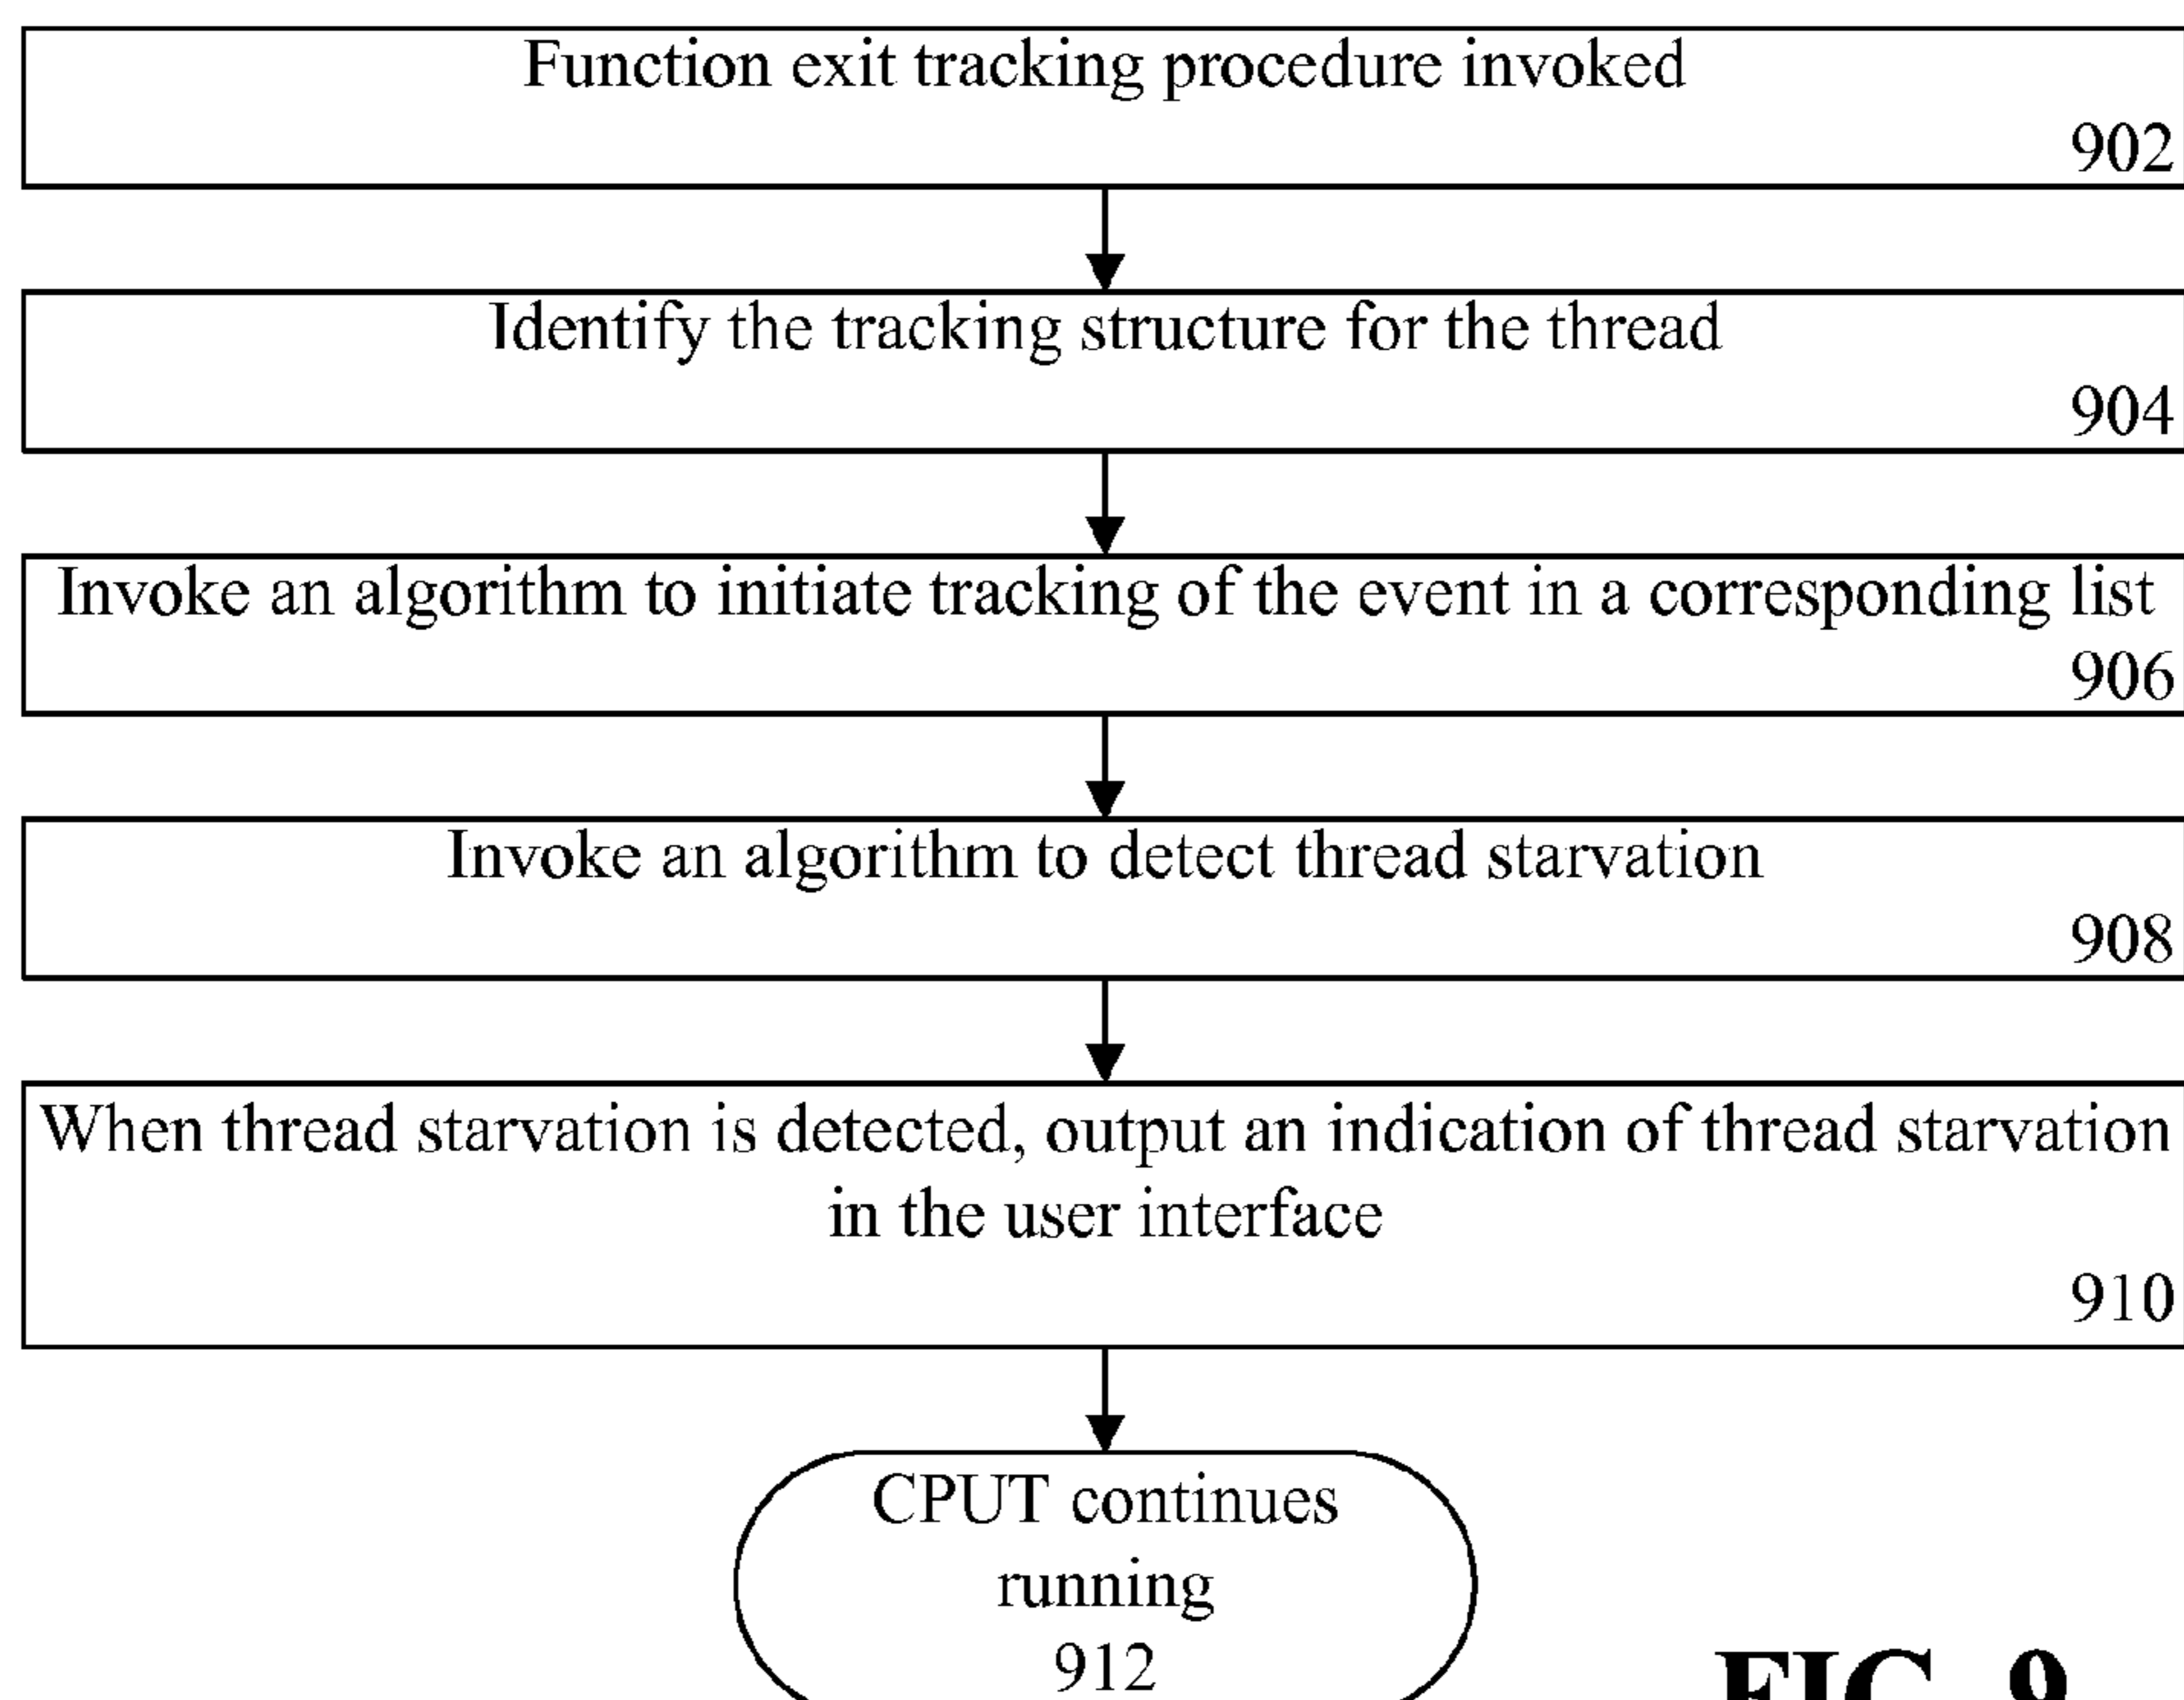 Function exit tracking procedure invoked
902
Identify the tracking structure for the thread
904
Invoke an algorithm to initiate tracking of the event in a corresponding list
906
Invoke an algorithm to detect thread starvation
908
When thread starvation is detected, output an indication of thread starvation
in the user interface
910
CPUT continues
running
912
FIG. 9